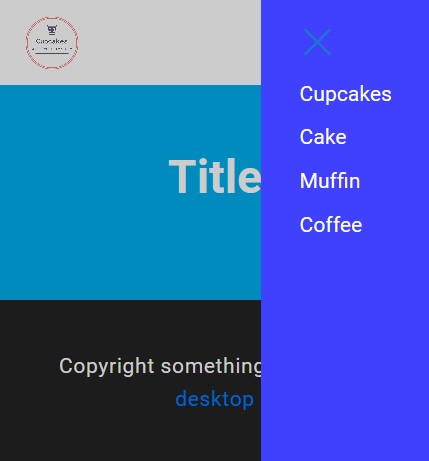 Cupcakes
Cupcakes
Cake
Muffin
Coffee
Title
Copyright something
desktop